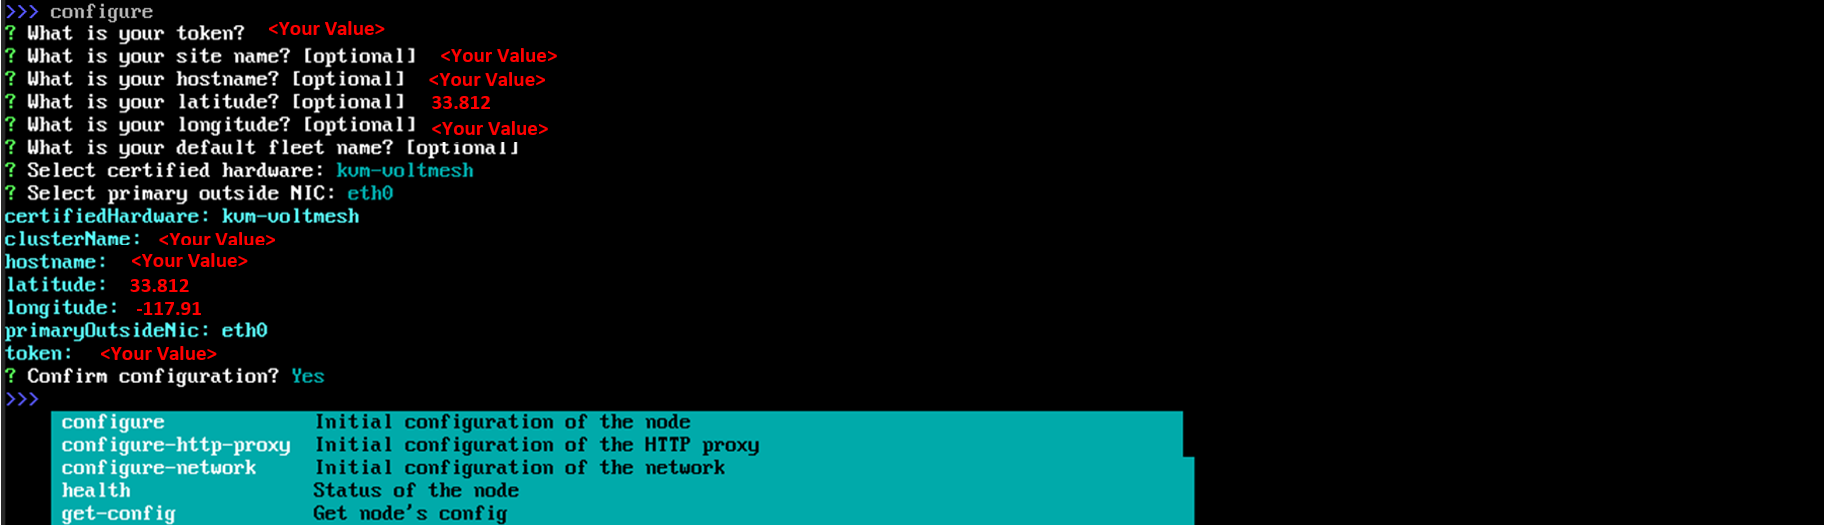 >>> configure
? What is your token? <Your Value>
? What is your site name? [optional] <Your Value>
? What is your hostname? [optional] <Your Value>
? What is your latitude? [optional] 33.812
? What is your longitude? [optional] <Your Value>
? What is your default fleet name? [optional]
? Select certified hardware: kvm-voltmesh
? Select primary outside NIC: eth0
certifiedHardware: kvm-voltmesh
clusterName: <Your Value>
hostname: <Your Value>
latitude: 33.812
longitude: -117.91
primaryOutsideNic: eth0
token: <Your Value>
? Confirm configuration? Yes
>>>
configure Initial configuration of the node
configure-http-proxy Initial configuration of the HTTP proxy
configure-network Initial configuration of the network
health Status of the node
get-config Get node's config